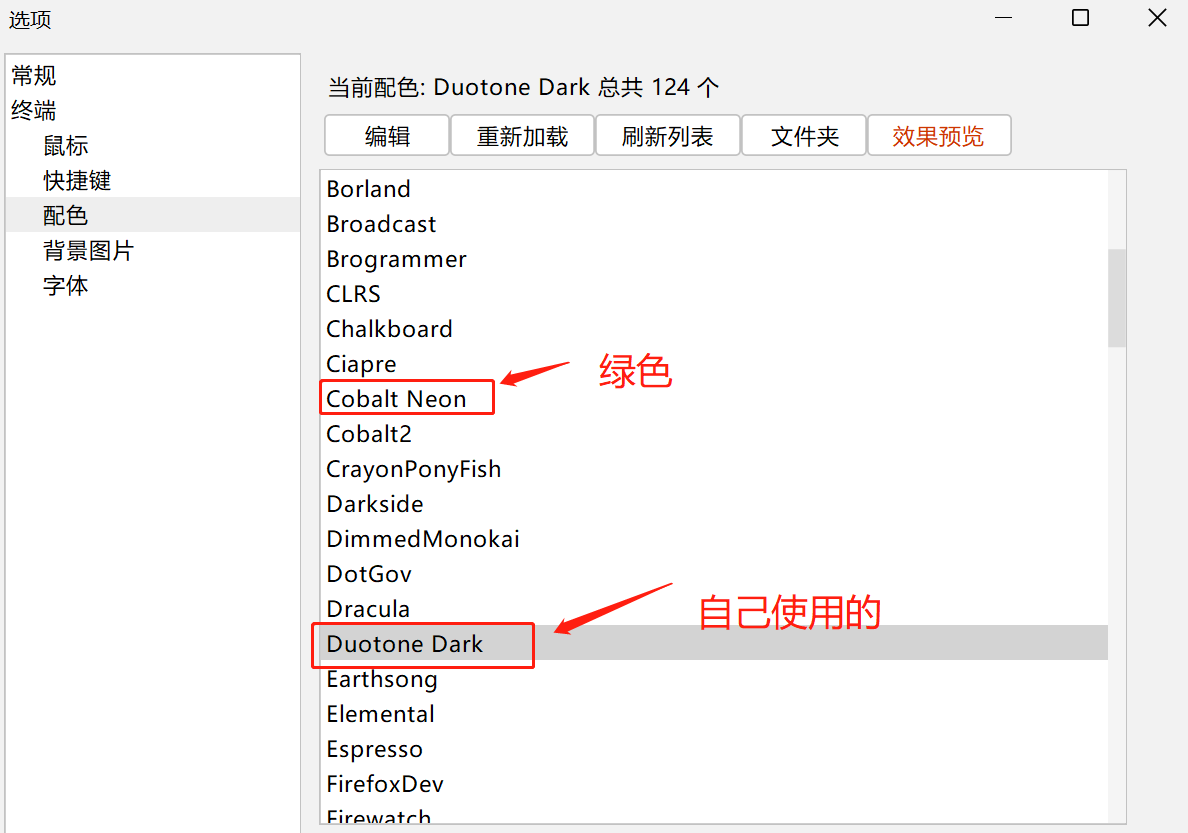 选项
常规
终端
鼠标
快捷键
配色
背景图片
字体
当前配色: Duotone Dark 总共 124 个
编辑 重新加载 刷新列表 文件夹 效果预览
Borland
Broadcast
Brogrammer
CLRS
Chalkboard
Ciapre
绿色
Cobalt Neon
Cobalt2
CrayonPonyFish
Darkside
DimmedMonokai
DotGov
Dracula
自己使用的
Duotone Dark
Earthsong
Elemental
Espresso
FirefoxDev
Firewatch